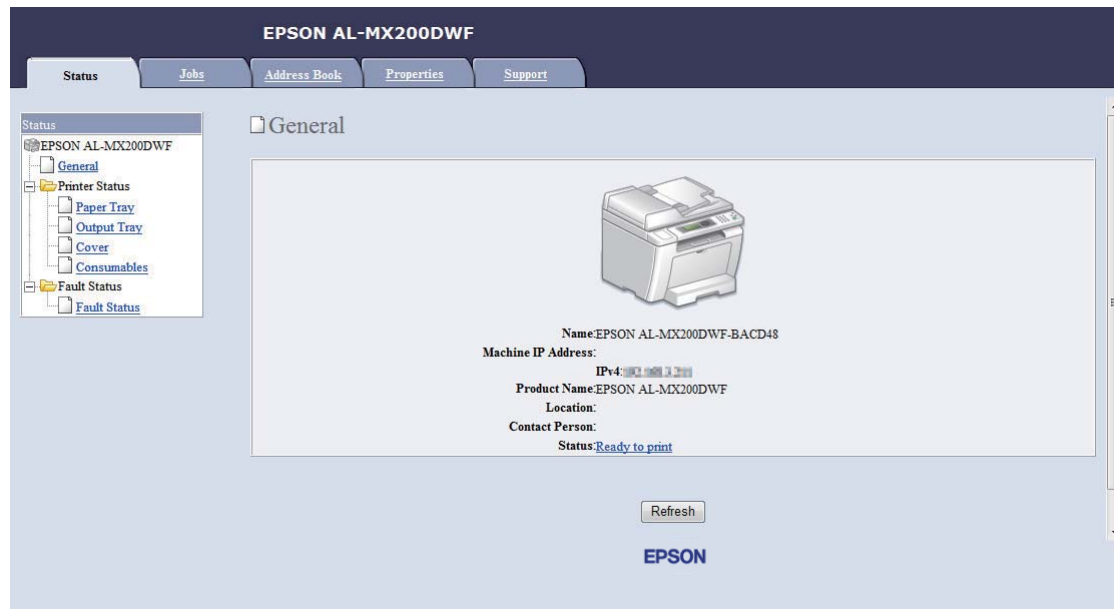 EPSON AL-MX200DWF
Status Jobs Address Book Properties Support
Status
EPSON AL-MX200DWF
General
Printer Status
Paper Tray
Output Tray
Cover
Consumables
Fault Status
Fault Status
General
Name:EPSON AL-MX200DWF-BACD48
Machine IP Address:
IPv4:
Product Name:EPSON AL-MX200DWF
Location:
Contact Person:
Status:Ready to print
Refresh
EPSON